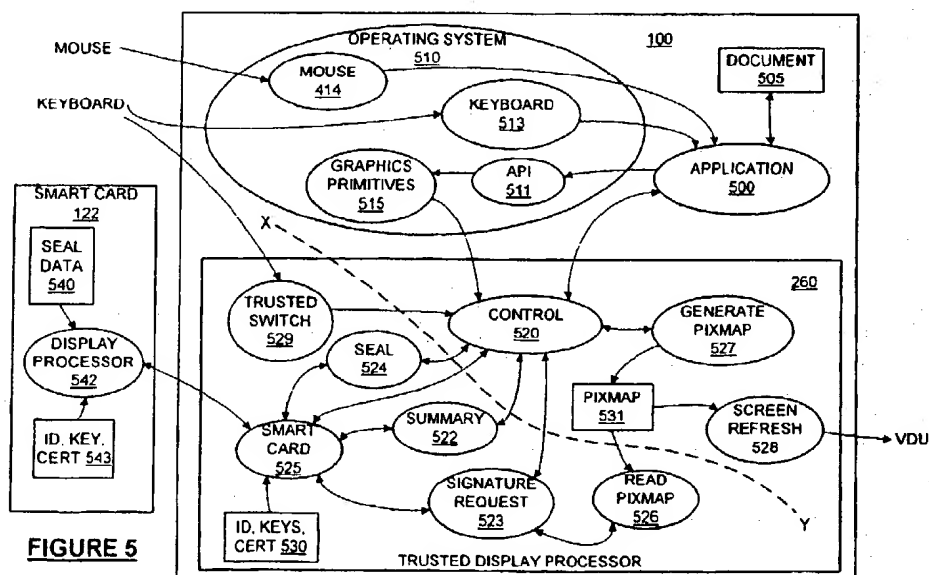 MOUSE
KEYBOARD
OPERATING SYSTEM
510
100
MOUSE
414
KEYBOARD
513
DOCUMENT
505
GRAPHICS
PRIMITIVES
515
API
511
APPLICATION
500
SMART CARD
122
SEAL
DATA
540
DISPLAY
PROCESSOR
542
ID, KEY,
CERT 543
X
260
TRUSTED
SWITCH
529
CONTROL
520
GENERATE
PIXMAP
527
SEAL
524
PIXMAP
531
SCREEN
REFRESH
528
VDU
SMART
CARD
525
SUMMARY
522
SIGNATURE
REQUEST
523
READ
PIXMAP
526
Y
ID, KEYS,
CERT 530
TRUSTED DISPLAY PROCESSOR
FIGURE 5